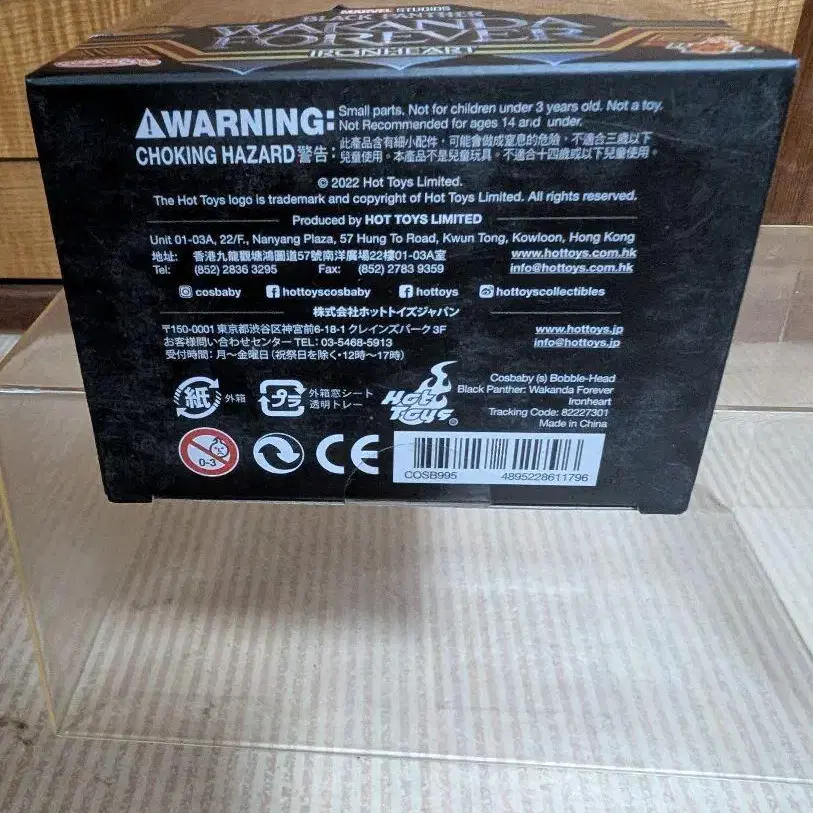 MARVEL STUDIOS
BLACK PANTHER
WAKANDA
FOREVER
IRONHEART
WARNING:
CHOKING HAZARD 警告:
Small parts. Not for children under 3 years old. Not a toy.
Not Recommended for ages 14 and under.
此產品含有細小配件，可能會做成窒息的危險，不適合三歲以下
兒童使用。本產品不是兒童玩具。不適合十四歲或以下兒童使用。
© 2022 Hot Toys Limited.
The Hot Toys logo is trademark and copyright of Hot Toys Limited. All rights reserved.
Produced by HOT TOYS LIMITED
Unit 01-03A, 22/F., Nanyang Plaza, 57 Hung To Road, Kwun Tong, Kowloon, Hong Kong
地址: 香港九龍觀塘鴻圖道57號南洋廣場22樓01-03A室 www.hottoys.com.hk
Tel: (852) 2836 3295 Fax: (852) 2783 9359 info@hottoys.com.hk
cosbaby hottoyscosbaby hottoys hottoyscollectibles
株式会社ホットトイズジャパン
〒150-0001 東京都渋谷区神宮前6-18-1 クレインズパーク 3F www.hottoys.jp
お客様問い合わせセンター TEL: 03-5468-5913 info@hottoys.jp
受付時間: 月～金曜日 (祝祭日を除く・12時～17時)
紙 外箱
プラ 外箱窓シート
透明トレー
Hot Toys
Cosbaby (s) Bobble-Head
Black Panther: Wakanda Forever
Ironheart
Tracking Code: 82227301
Made in China
0-3
CE
COSB995 4895228611796